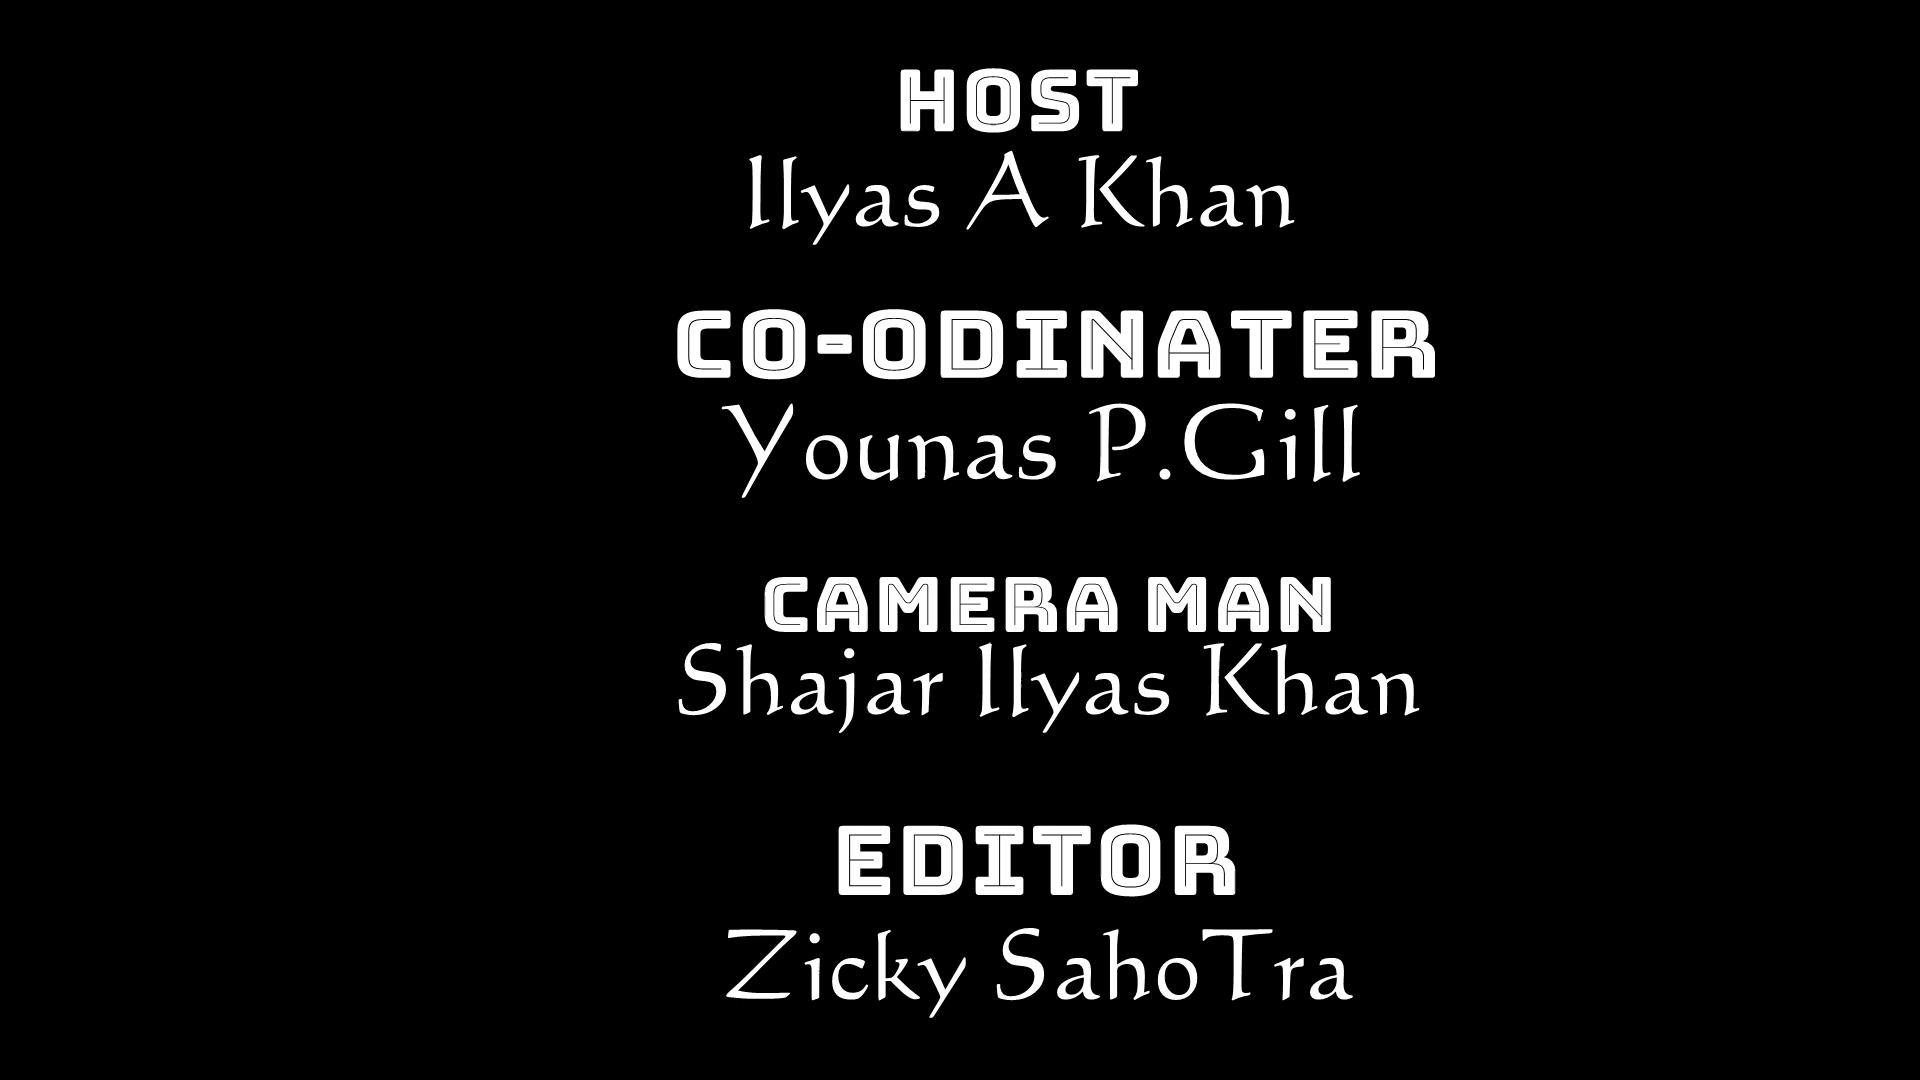 HOST
Ilyas A Khan
CO-ODINATER
Younas P.Gill
CAMERA MAN
Shajar Ilyas Khan
EDITOR
Zicky SahoTra